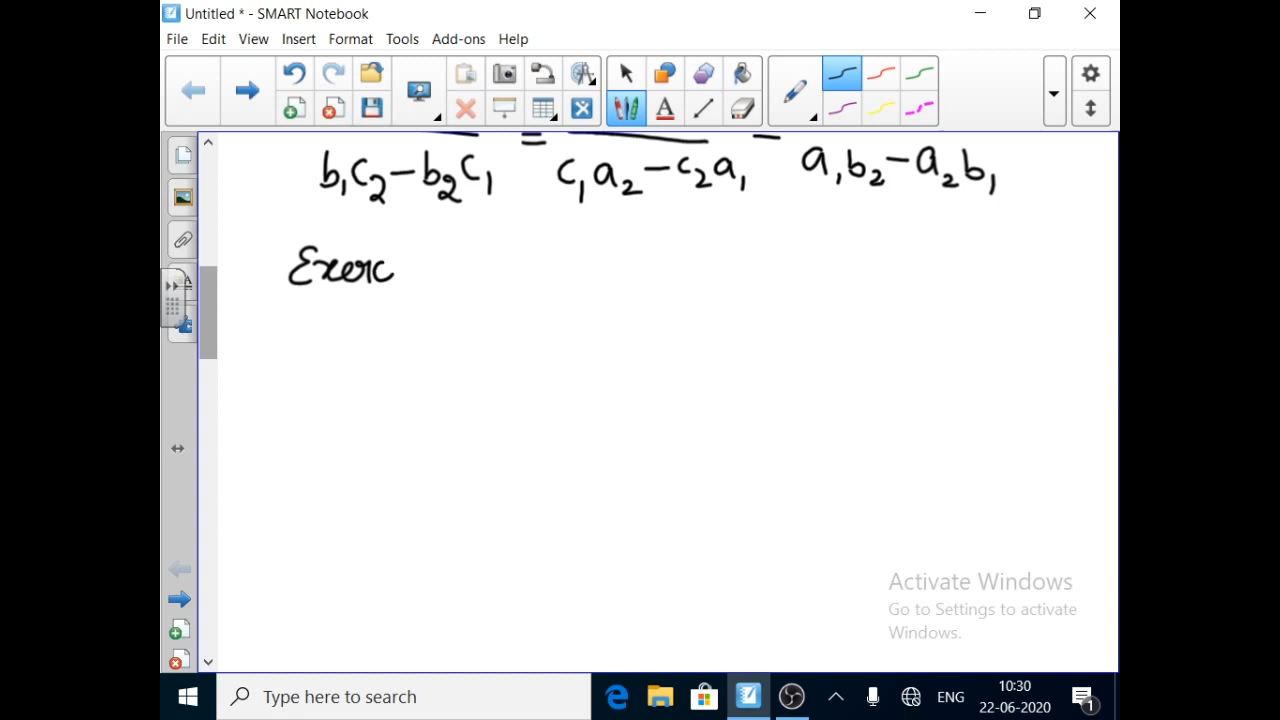 Untitled * - SMART Notebook
File Edit View Insert Format Tools Add-ons Help
b₁c₂-b₂c₁ = c₁a₂-c₂a₁ = a₁b₂-a₂b₁
Exerc
Activate Windows
Go to Settings to activate
Windows.
Type here to search
ENG
10:30
22-06-2020
1